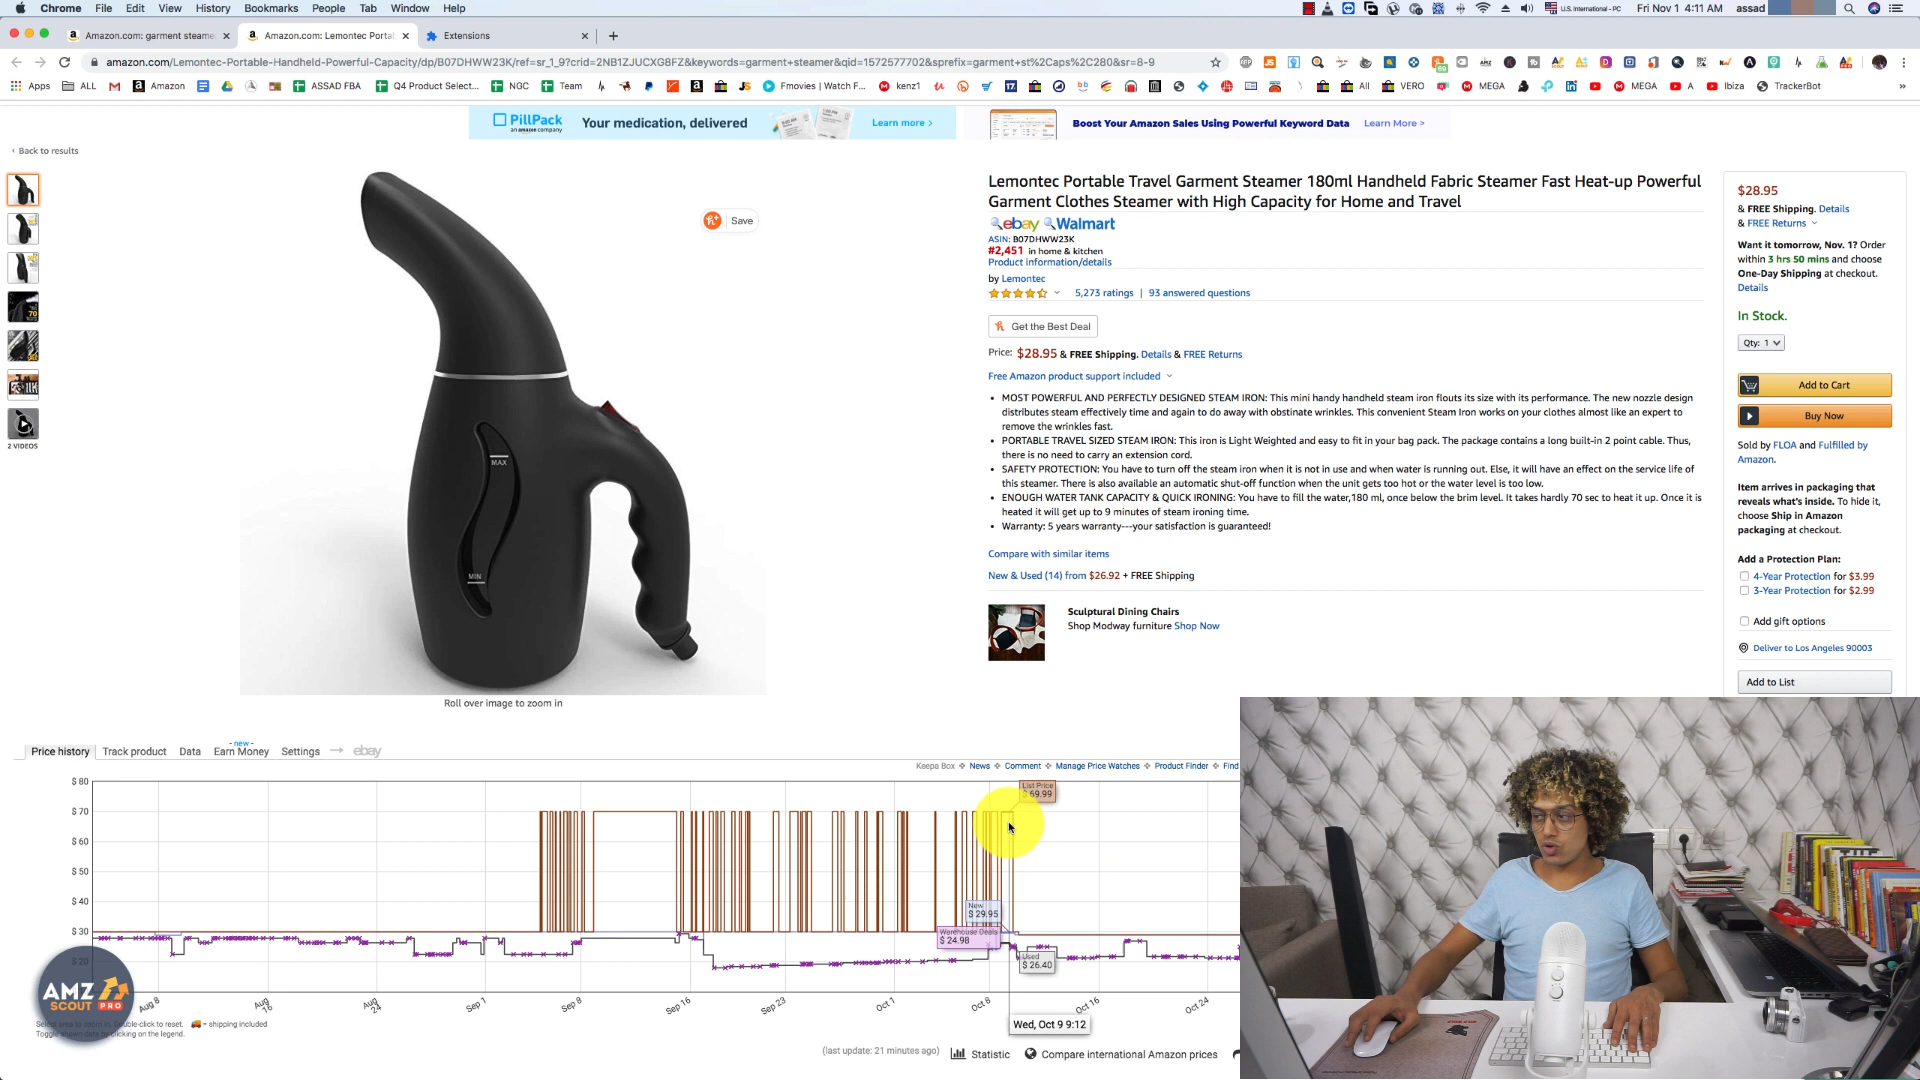 Chrome File Edit View History Bookmarks People Tab Window Help
U.S. International - PC Fri Nov 1 4:11 AM assad
Amazon.com: garment steame
Amazon.com: Lemontec Porta
Extensions
amazon.com/Lemontec-Portable-Handheld-Powerful-Capacity/dp/B07DHWW23K/ref=sr_1_9?crid=2NB1ZJUCXG8FZ&keywords=garment+steamer&qid=1572577702&sprefix=garment+st%2Caps%2C280&sr=8-9
Apps ALL Amazon ASSAD FBA Q4 Product Select... NGC Team Fmovies | Watch F... kenz1 All VERO MEGA MEGA A Ibiza TrackerBot
PillPack
an amazon company
Your medication, delivered
Learn more >
Boost Your Amazon Sales Using Powerful Keyword Data Learn More >
‹ Back to results
Save
2 VIDEOS
MAX
MIN
Roll over image to zoom in
Lemontec Portable Travel Garment Steamer 180ml Handheld Fabric Steamer Fast Heat-up Powerful
Garment Clothes Steamer with High Capacity for Home and Travel
ebay Walmart
ASIN: B07DHWW23K
#2,451 in home & kitchen
Product information/details
by Lemontec
5,273 ratings | 93 answered questions
Get the Best Deal
Price: $28.95 & FREE Shipping. Details & FREE Returns
Free Amazon product support included
• MOST POWERFUL AND PERFECTLY DESIGNED STEAM IRON: This mini handy handheld steam iron flouts its size with its performance. The new nozzle design
distributes steam effectively time and again to do away with obstinate wrinkles. This convenient Steam Iron works on your clothes almost like an expert to
remove the wrinkles fast.
• PORTABLE TRAVEL SIZED STEAM IRON: This iron is Light Weighted and easy to fit in your bag pack. The package contains a long built-in 2 point cable. Thus,
there is no need to carry an extension cord.
• SAFETY PROTECTION: You have to turn off the steam iron when it is not in use and when water is running out. Else, it will have an effect on the service life of
this steamer. There is also available an automatic shut-off function when the unit gets too hot or the water level is too low.
• ENOUGH WATER TANK CAPACITY & QUICK IRONING: You have to fill the water,180 ml, once below the brim level. It takes hardly 70 sec to heat it up. Once it is
heated it will get up to 9 minutes of steam ironing time.
• Warranty: 5 years warranty---your satisfaction is guaranteed!
Compare with similar items
New & Used (14) from $26.92 + FREE Shipping
Sculptural Dining Chairs
Shop Modway furniture Shop Now
$28.95
& FREE Shipping. Details
& FREE Returns
Want it tomorrow, Nov. 1? Order
within 3 hrs 50 mins and choose
One-Day Shipping at checkout.
Details
In Stock.
Qty: 1
Add to Cart
Buy Now
Sold by FLOA and Fulfilled by
Amazon.
Item arrives in packaging that
reveals what's inside. To hide it,
choose Ship in Amazon
packaging at checkout.
Add a Protection Plan:
4-Year Protection for $3.99
3-Year Protection for $2.99
Add gift options
Deliver to Los Angeles 90003
Add to List
Price history Track product Data - new - Earn Money Settings ebay
Keepa Box News Comment Manage Price Watches Product Finder Find
$ 80
$ 70
$ 60
$ 50
$ 40
$ 30
$ 20
List Price
$ 69.99
New
$ 29.95
Warehouse Deals
$ 24.98
Used
$ 26.40
Aug 8 Aug 16 Aug 24 Sep 1 Sep 8 Sep 16 Sep 23 Oct 1 Oct 8 Oct 16 Oct 24
Wed, Oct 9 9:12
AMZ
SCOUT PRO
Select area to zoom in. Double-click to reset. = shipping included
clicking on the legend.
(last update: 21 minutes ago) Statistic Compare international Amazon prices